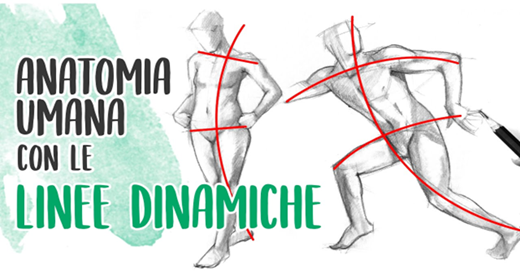 ANATOMIA
UMANA
CON LE
LINEE DINAMICHE